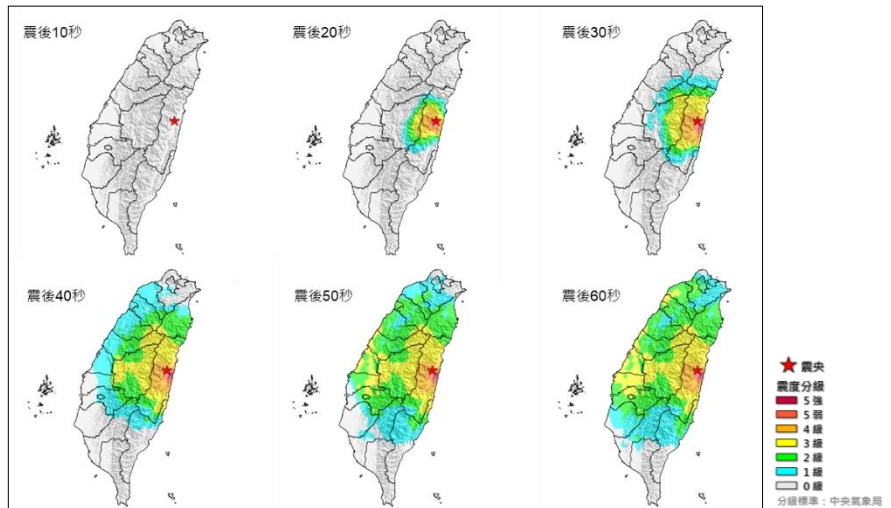 震後10秒
震後20秒
震後30秒
震後40秒
震後50秒
震後60秒
震央
震度分級
5 強
5 弱
4 級
3 級
2 級
1 級
0 級
分級標準：中央氣象局